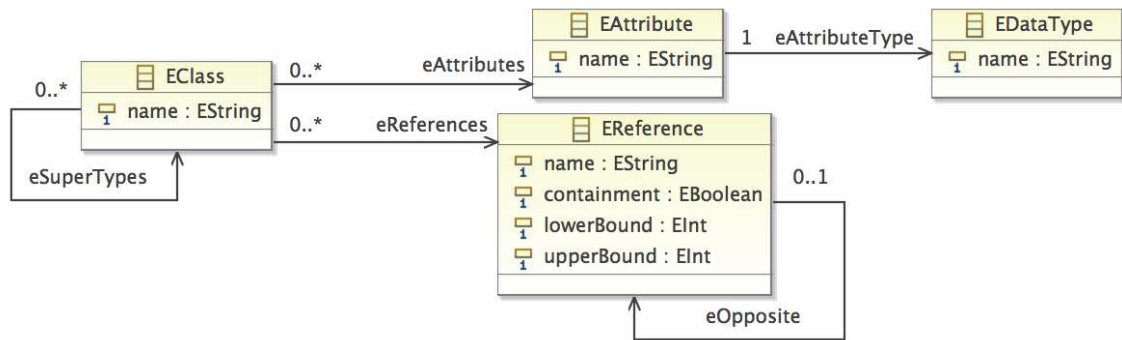 EAttribute
name : EString
1
eAttributeType
EDataType
name : EString
0..*
eAttributes
EClass
name : EString
0..*
eSuperTypes
0..*
eReferences
EReference
name : EString
containment : EBoolean
lowerBound : EInt
upperBound : EInt
0..1
eOpposite